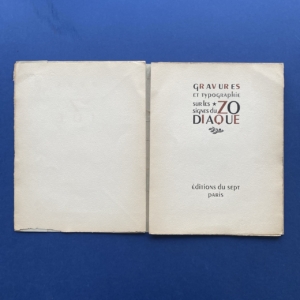 GRAVURES
ET TYPOGRAPHIE
SUR LES ★ ZO
SIGNES DU
DIAQUE
ÉDITIONS DU SEPT
PARIS